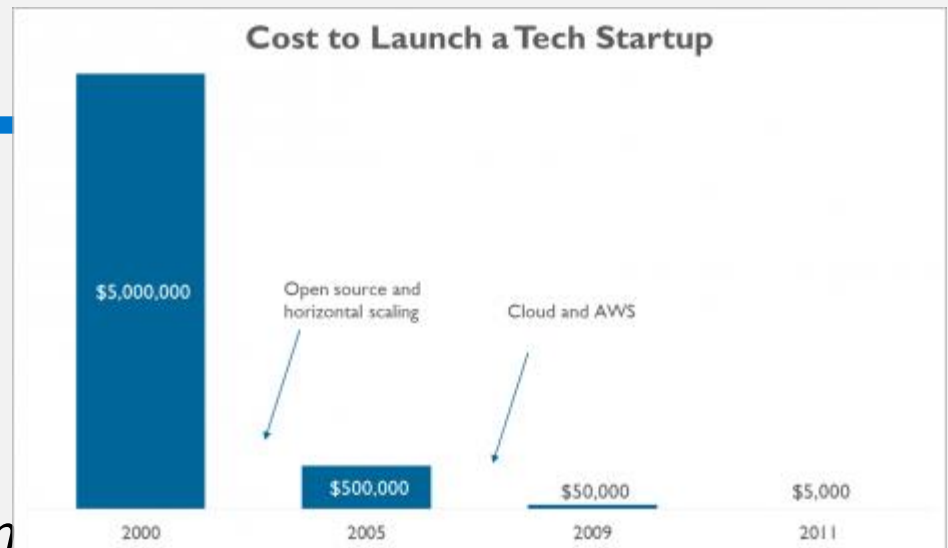 Cost to Launch a Tech Startup
$5,000,000
Open source and
horizontal scaling
Cloud and AWS
$500,000
$50,000
$5,000
2000
2005
2009
2011